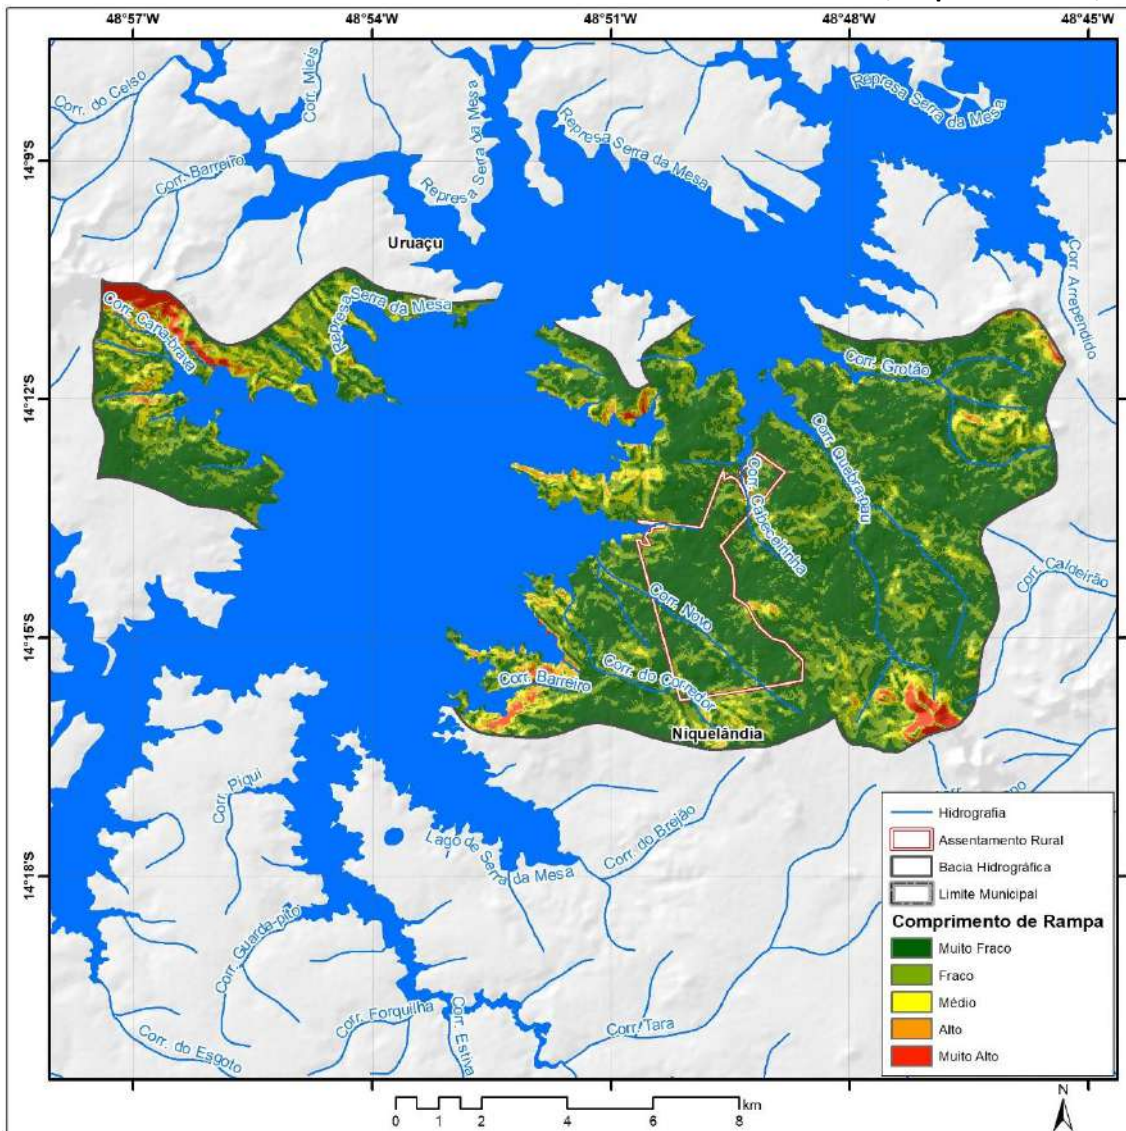 48°57'W
48°54'W
48°51'W
48°48'W
48°45'W
14°9'S
14°12'S
14°15'S
14°18'S
Corr. do Celso
Corr. Mieis
Represa Serra da Mesa
Represa Serra da Mesa
Represa Serra da Mesa
Corr. Barreiro
Uruaçu
Corr. Arrependido
Corr. Cana-brava
Represa Serra da Mesa
Corr. Grotão
Corr. Quebra-pau
Corr. Cabeceirinha
Corr. Caldeirão
Corr. Novo
Corr. do Corredor
Corr. Barreiro
Niquelândia
Corr. Piqui
Lago de Serra da Mesa
Corr. do Brejão
Corr. Guarda-pito
Corr. Forquilha
Corr. Estiva
Corr. Tara
Corr. do Esgoto
Hidrografia
Assentamento Rural
Bacia Hidrográfica
Limite Municipal
Comprimento de Rampa
Muito Fraco
Fraco
Médio
Alto
Muito Alto
0 1 2 4 6 8 km
N